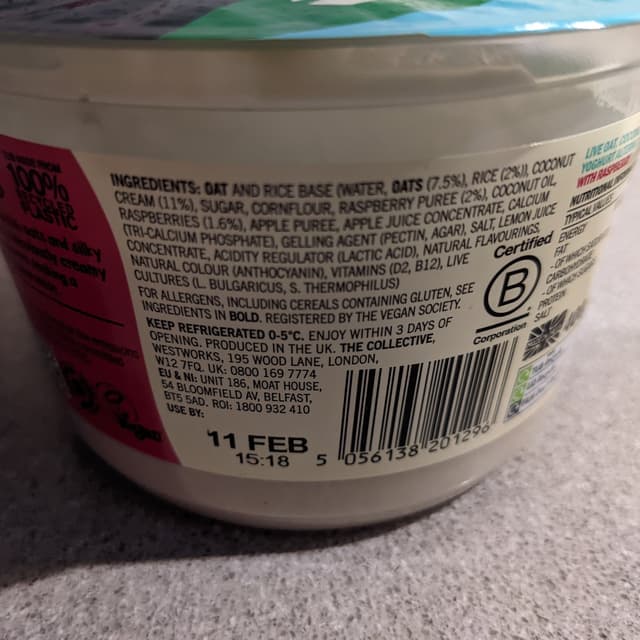 100%
PLASTIC
oats and silky
creamy
INGREDIENTS: OAT AND RICE BASE (WATER, OATS (7.5%), RICE (2%)), COCONUT
CREAM (11%), SUGAR, CORNFLOUR, RASPBERRY PUREE (2%), COCONUT OIL,
RASPBERRIES (1.6%), APPLE PUREE, APPLE JUICE CONCENTRATE, CALCIUM
(TRI-CALCIUM PHOSPHATE), GELLING AGENT (PECTIN, AGAR), SALT, LEMON JUICE
CONCENTRATE, ACIDITY REGULATOR (LACTIC ACID), NATURAL FLAVOURINGS,
NATURAL COLOUR (ANTHOCYANIN), VITAMINS (D2, B12), LIVE
CULTURES (L. BULGARICUS, S. THERMOPHILUS)
FOR ALLERGENS, INCLUDING CEREALS CONTAINING GLUTEN, SEE
INGREDIENTS IN BOLD. REGISTERED BY THE VEGAN SOCIETY.
KEEP REFRIGERATED 0-5°C. ENJOY WITHIN 3 DAYS OF
OPENING. PRODUCED IN THE UK. THE COLLECTIVE,
WESTWORKS, 195 WOOD LANE, LONDON,
W12 7FQ. UK: 0800 169 7774
EU & NI: UNIT 186, MOAT HOUSE,
54 BLOOMFIELD AV, BELFAST,
BT5 5AD. ROI: 1800 932 410
USE BY:
11 FEB
15:18
5 056138 201296
Certified
B
Corporation
LIVE OAT,
YOGHURT
WITH RASPBERRY
NUTRITIONAL
TYPICAL VALUES
ENERGY
FAT
- OF WHICH
CARBOHYDRATE
- OF WHICH
PROTEIN
SALT